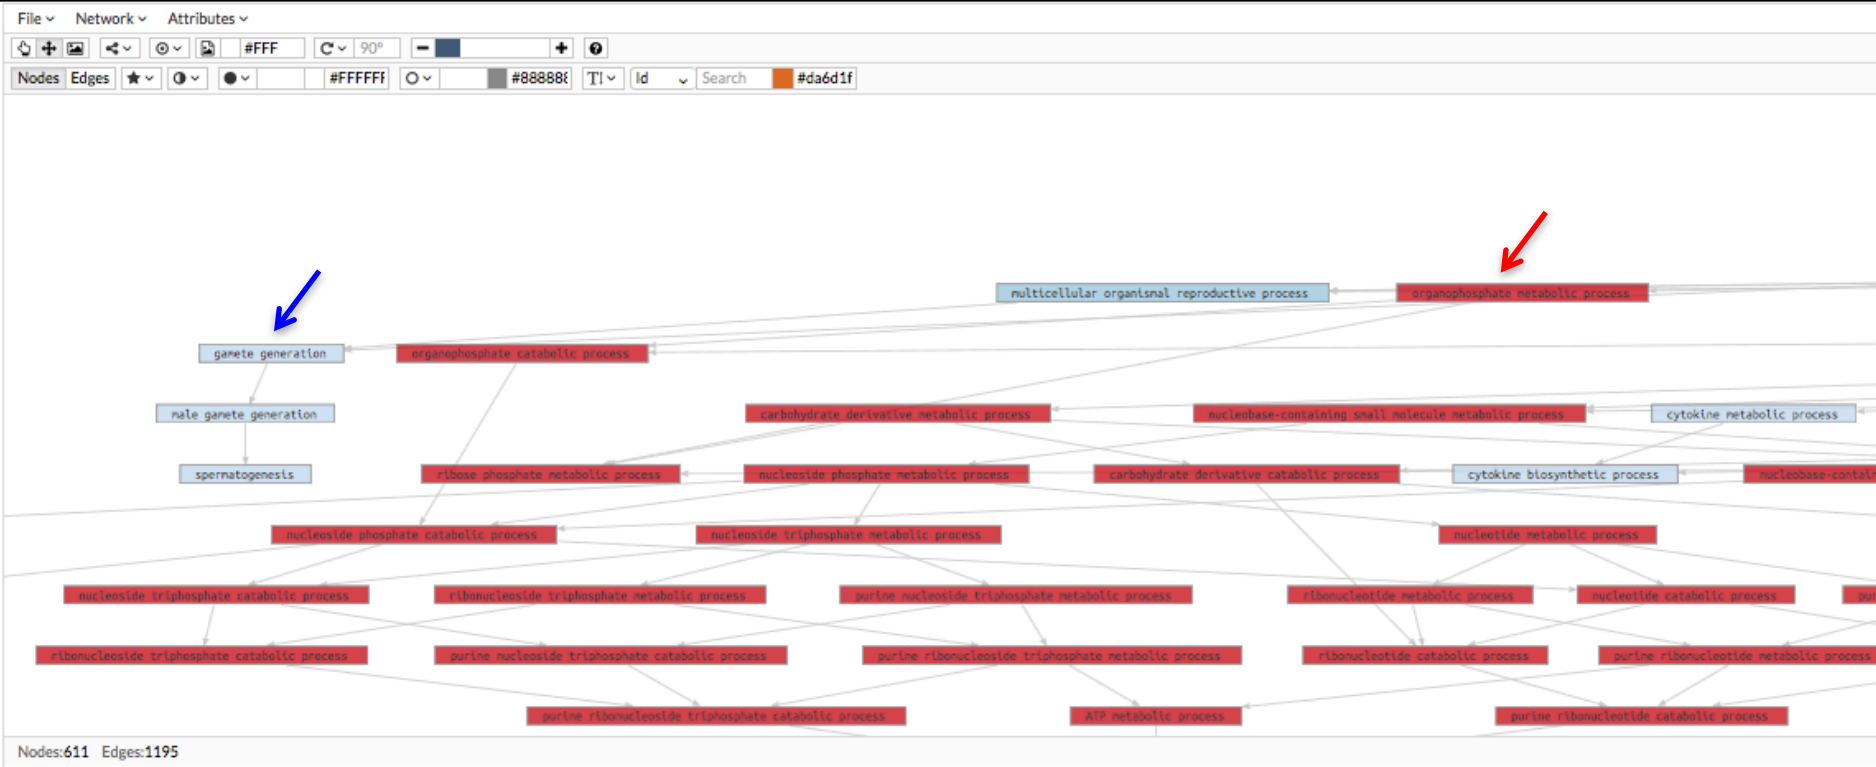 File Network Attributes
#FFF 90°
Nodes Edges #FFFFFF #888888 T Id Search #da6d1f
multicellular organismal reproductive process organophosphate metabolic process
gamete generation organophosphate catabolic process
male gamete generation carbohydrate derivative metabolic process nucleobase-containing small molecule metabolic process cytokine metabolic process
spermatogenesis ribose phosphate metabolic process nucleoside phosphate metabolic process carbohydrate derivative catabolic process cytokine biosynthetic process nucleobase-contain
nucleoside phosphate catabolic process nucleoside triphosphate metabolic process nucleotide metabolic process
nucleoside triphosphate catabolic process ribonucleoside triphosphate metabolic process purine nucleoside triphosphate metabolic process ribonucleotide metabolic process nucleotide catabolic process pur
ribonucleoside triphosphate catabolic process purine nucleoside triphosphate catabolic process purine ribonucleoside triphosphate metabolic process ribonucleotide catabolic process purine ribonucleotide metabolic process
purine ribonucleoside triphosphate catabolic process ATP metabolic process purine ribonucleotide catabolic process
Nodes:611 Edges:1195